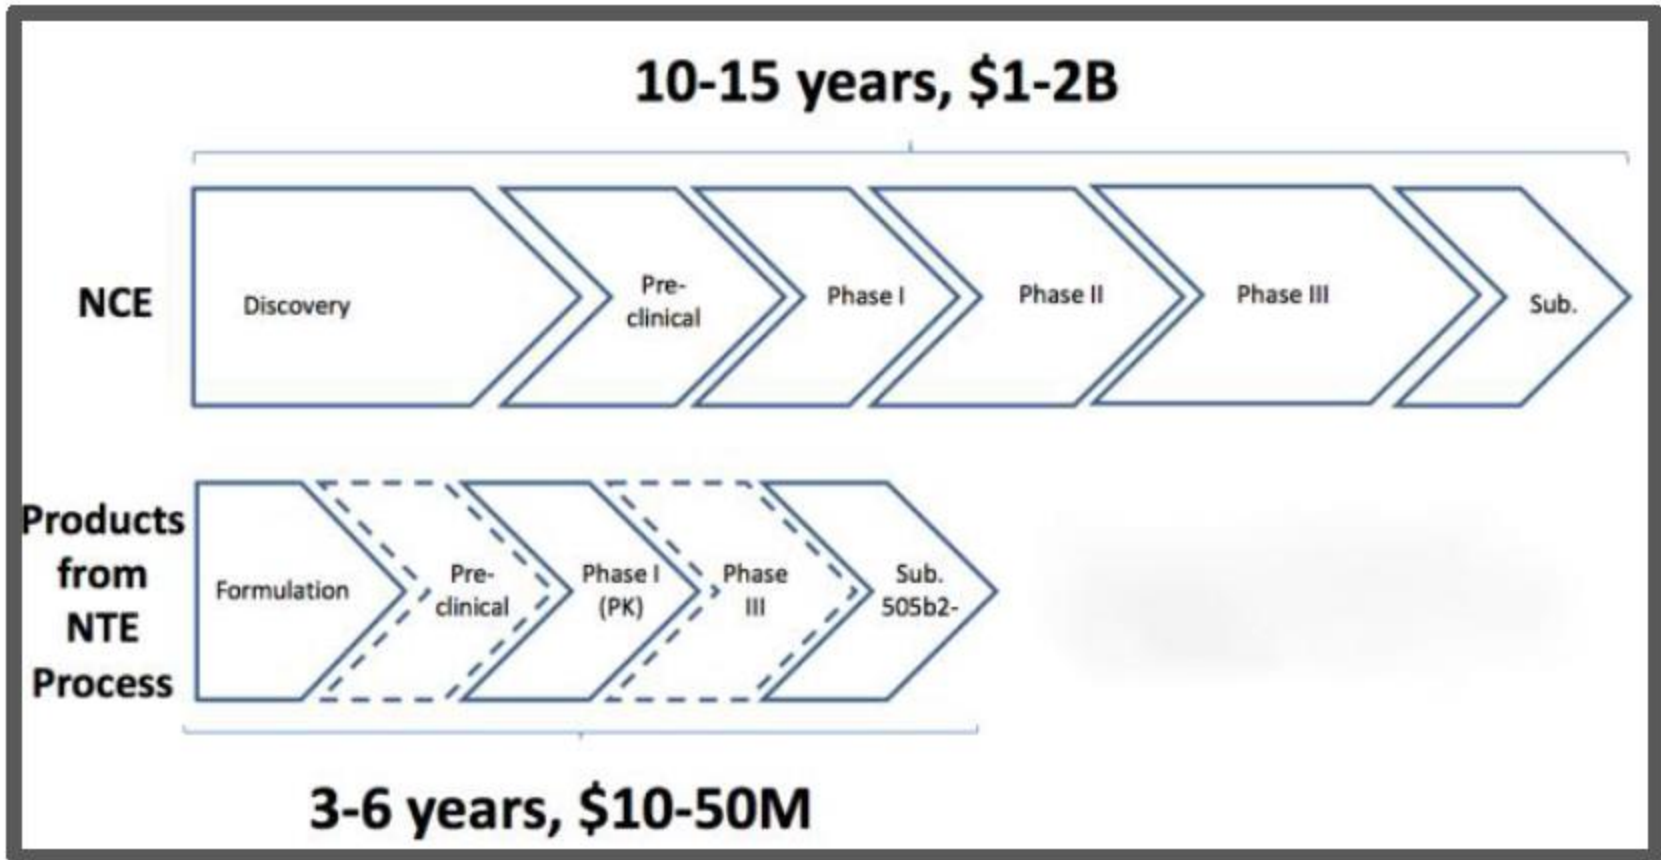 10-15 years, $1-2B
NCE
Discovery
Pre-
clinical
Phase I
Phase II
Phase III
Sub.
Products
from
NTE
Process
Formulation
Pre-
clinical
Phase I
(PK)
Phase
III
Sub.
505b2-
3-6 years, $10-50M